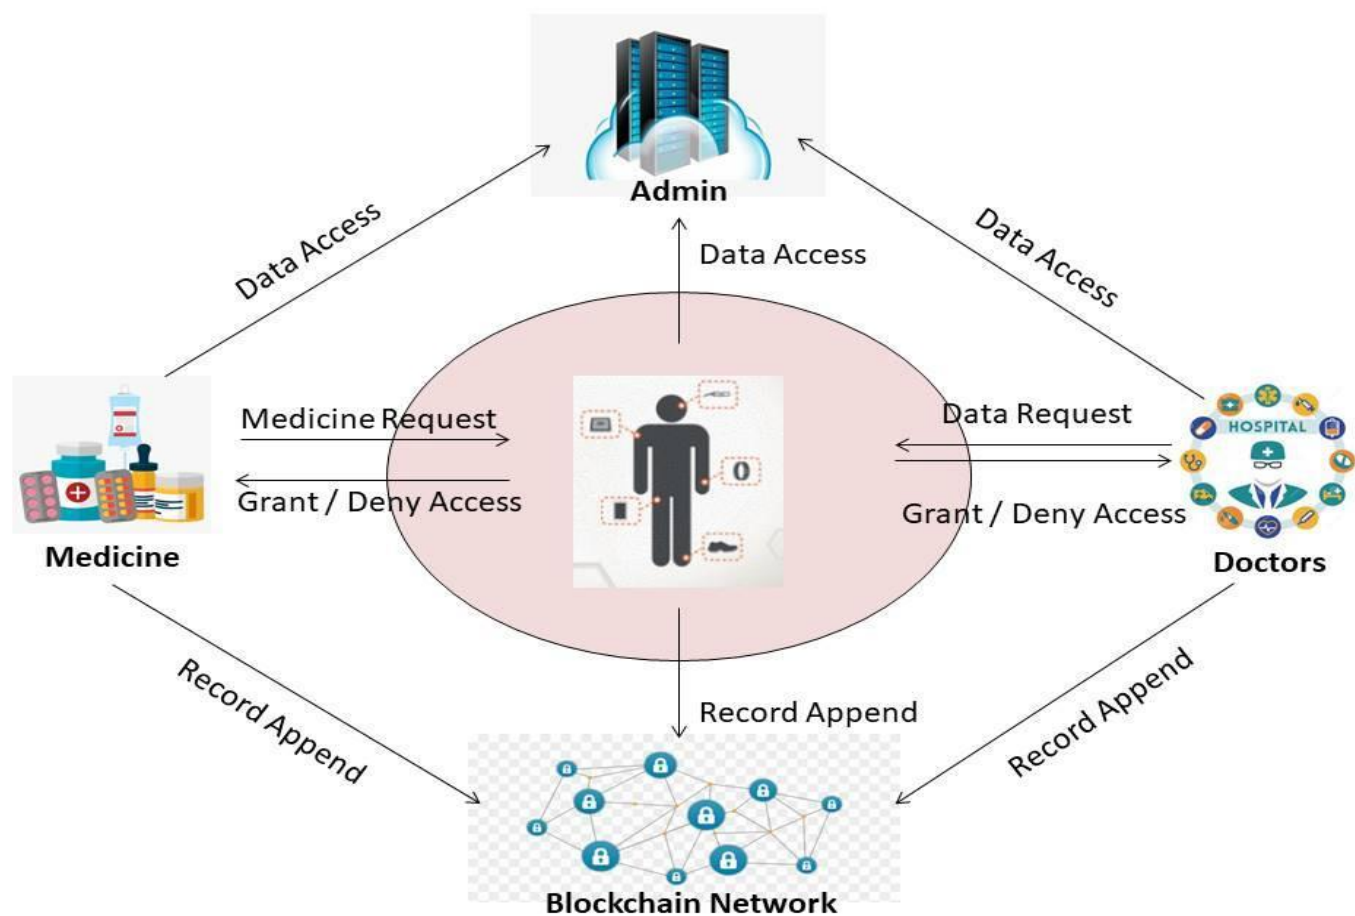 Admin
Data Access
Data Access
Data Access
Medicine Request
Data Request
HOSPITAL
Grant / Deny Access
Grant / Deny Access
Medicine
Doctors
Record Append
Record Append
Record Append
Blockchain Network